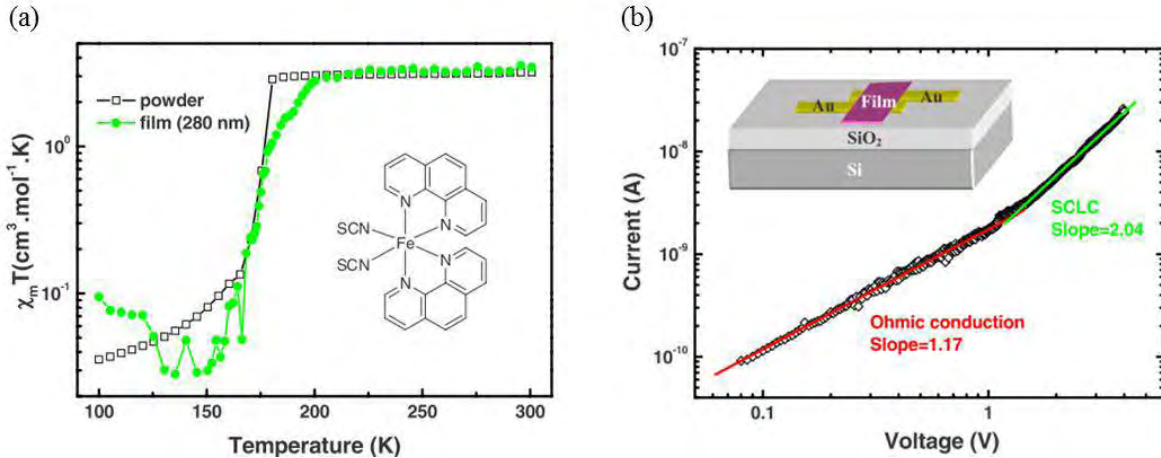 (a)
χₘT(cm³.mol⁻¹.K)
10⁰
10⁻¹
powder
film (280 nm)
SCN
SCN
Fe
N
N
N
N
100
150
200
250
300
Temperature (K)
(b)
Current (A)
10⁻⁷
10⁻⁸
10⁻⁹
10⁻¹⁰
Au
Film
Au
SiO₂
Si
SCLC
Slope=2.04
Ohmic conduction
Slope=1.17
0.1
1
Voltage (V)